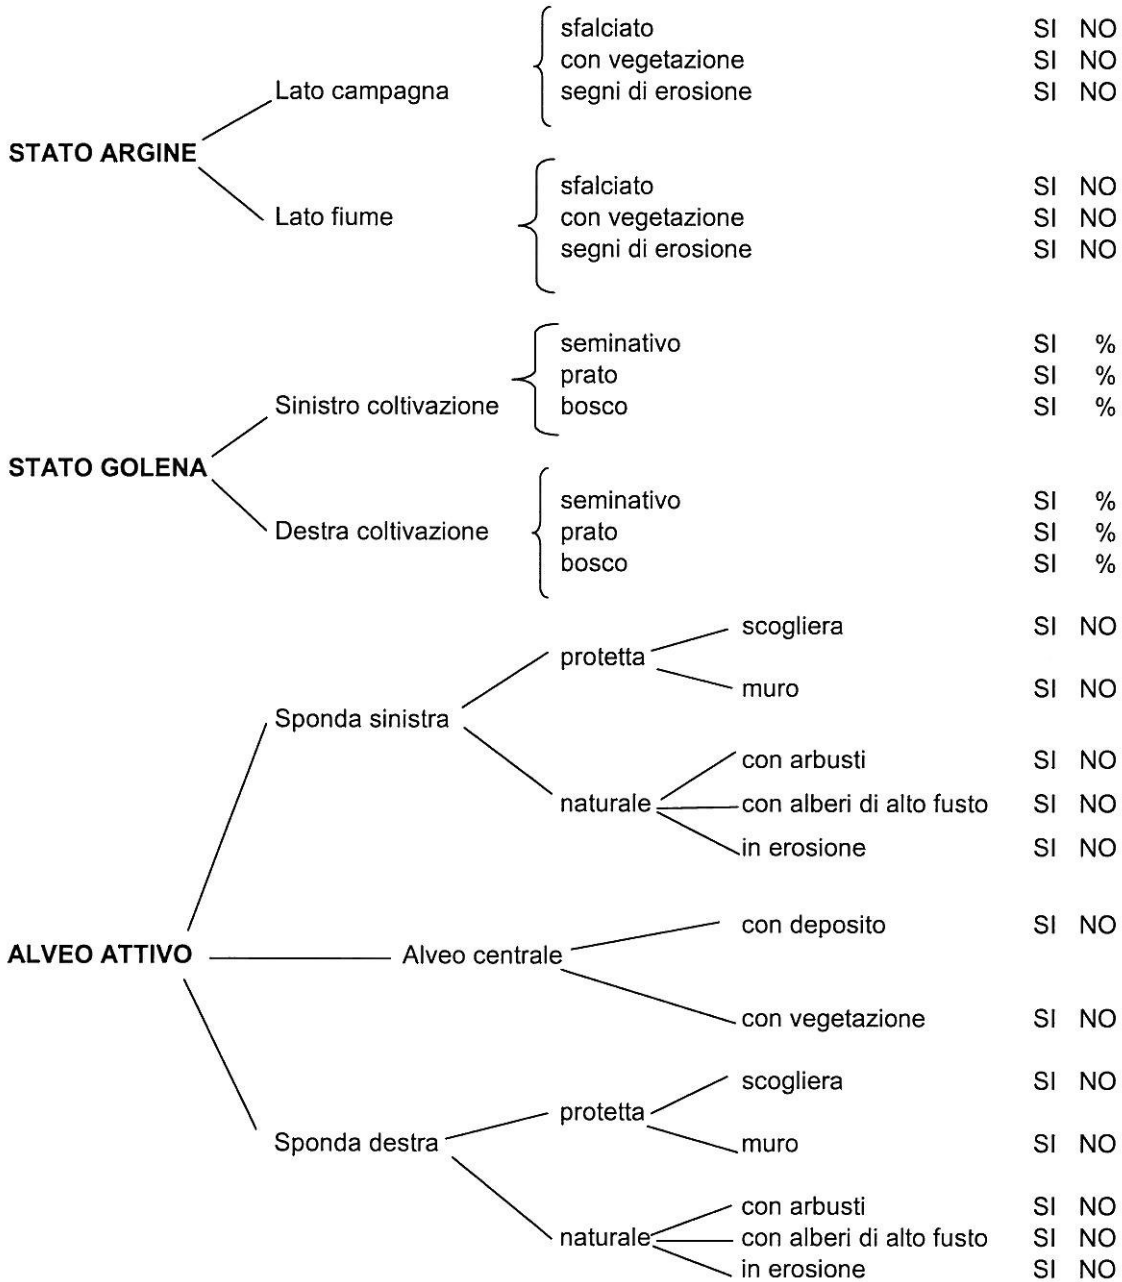 sfalciato SI NO
con vegetazione SI NO
Lato campagna segni di erosione SI NO
STATO ARGINE
sfalciato SI NO
Lato fiume con vegetazione SI NO
segni di erosione SI NO
seminativo SI %
prato SI %
Sinistro coltivazione bosco SI %
STATO GOLENA
seminativo SI %
Destra coltivazione prato SI %
bosco SI %
scogliera SI NO
protetta
muro SI NO
Sponda sinistra
con arbusti SI NO
naturale con alberi di alto fusto SI NO
in erosione SI NO
con deposito SI NO
ALVEO ATTIVO Alveo centrale
con vegetazione SI NO
scogliera SI NO
protetta
Sponda destra muro SI NO
con arbusti SI NO
naturale con alberi di alto fusto SI NO
in erosione SI NO